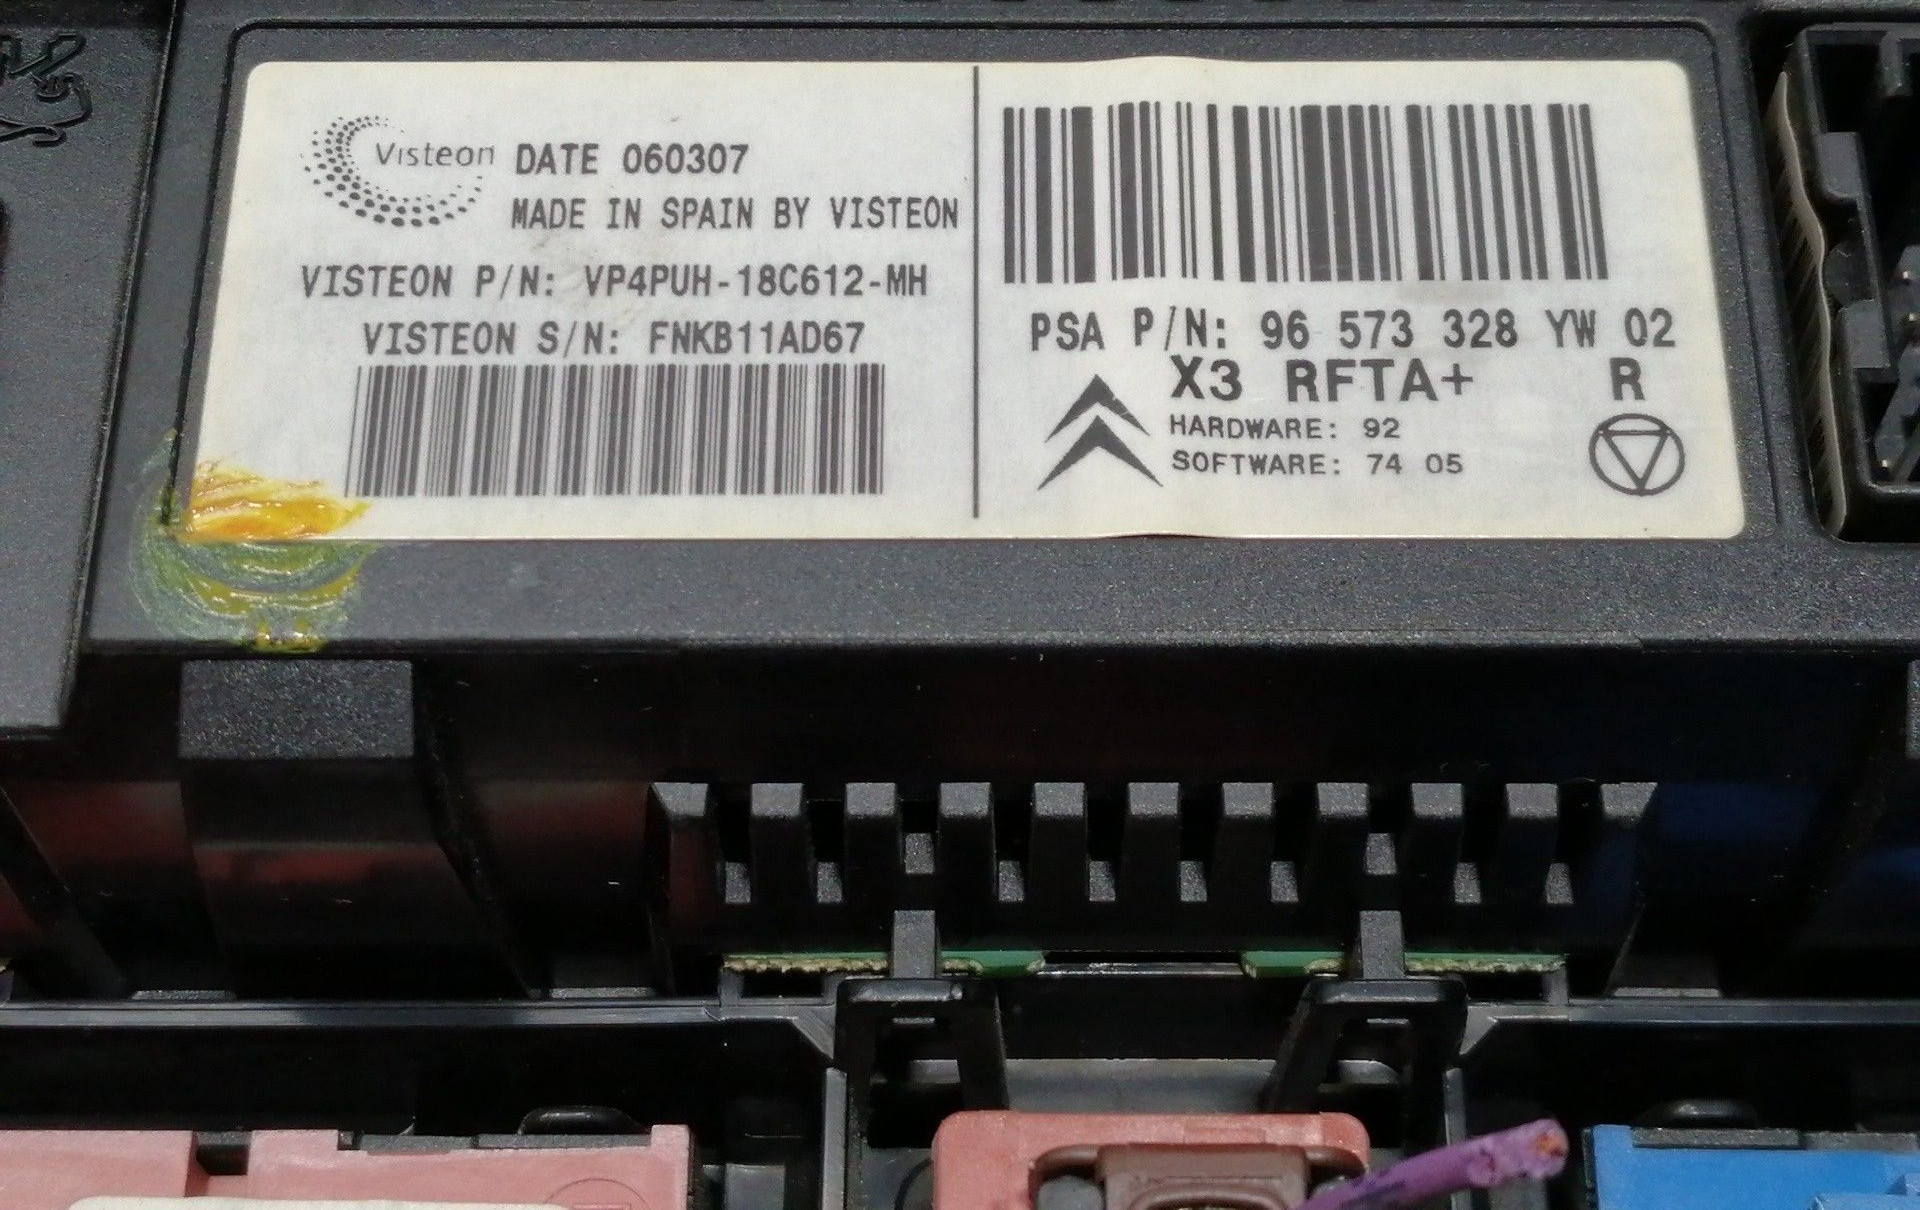 Visteon DATE 060307
MADE IN SPAIN BY VISTEON
VISTEON P/N: VP4PUH-18C612-MH
VISTEON S/N: FNKB11AD67
PSA P/N: 96 573 328 YW 02
X3 RFTA+ R
HARDWARE: 92
SOFTWARE: 74 05